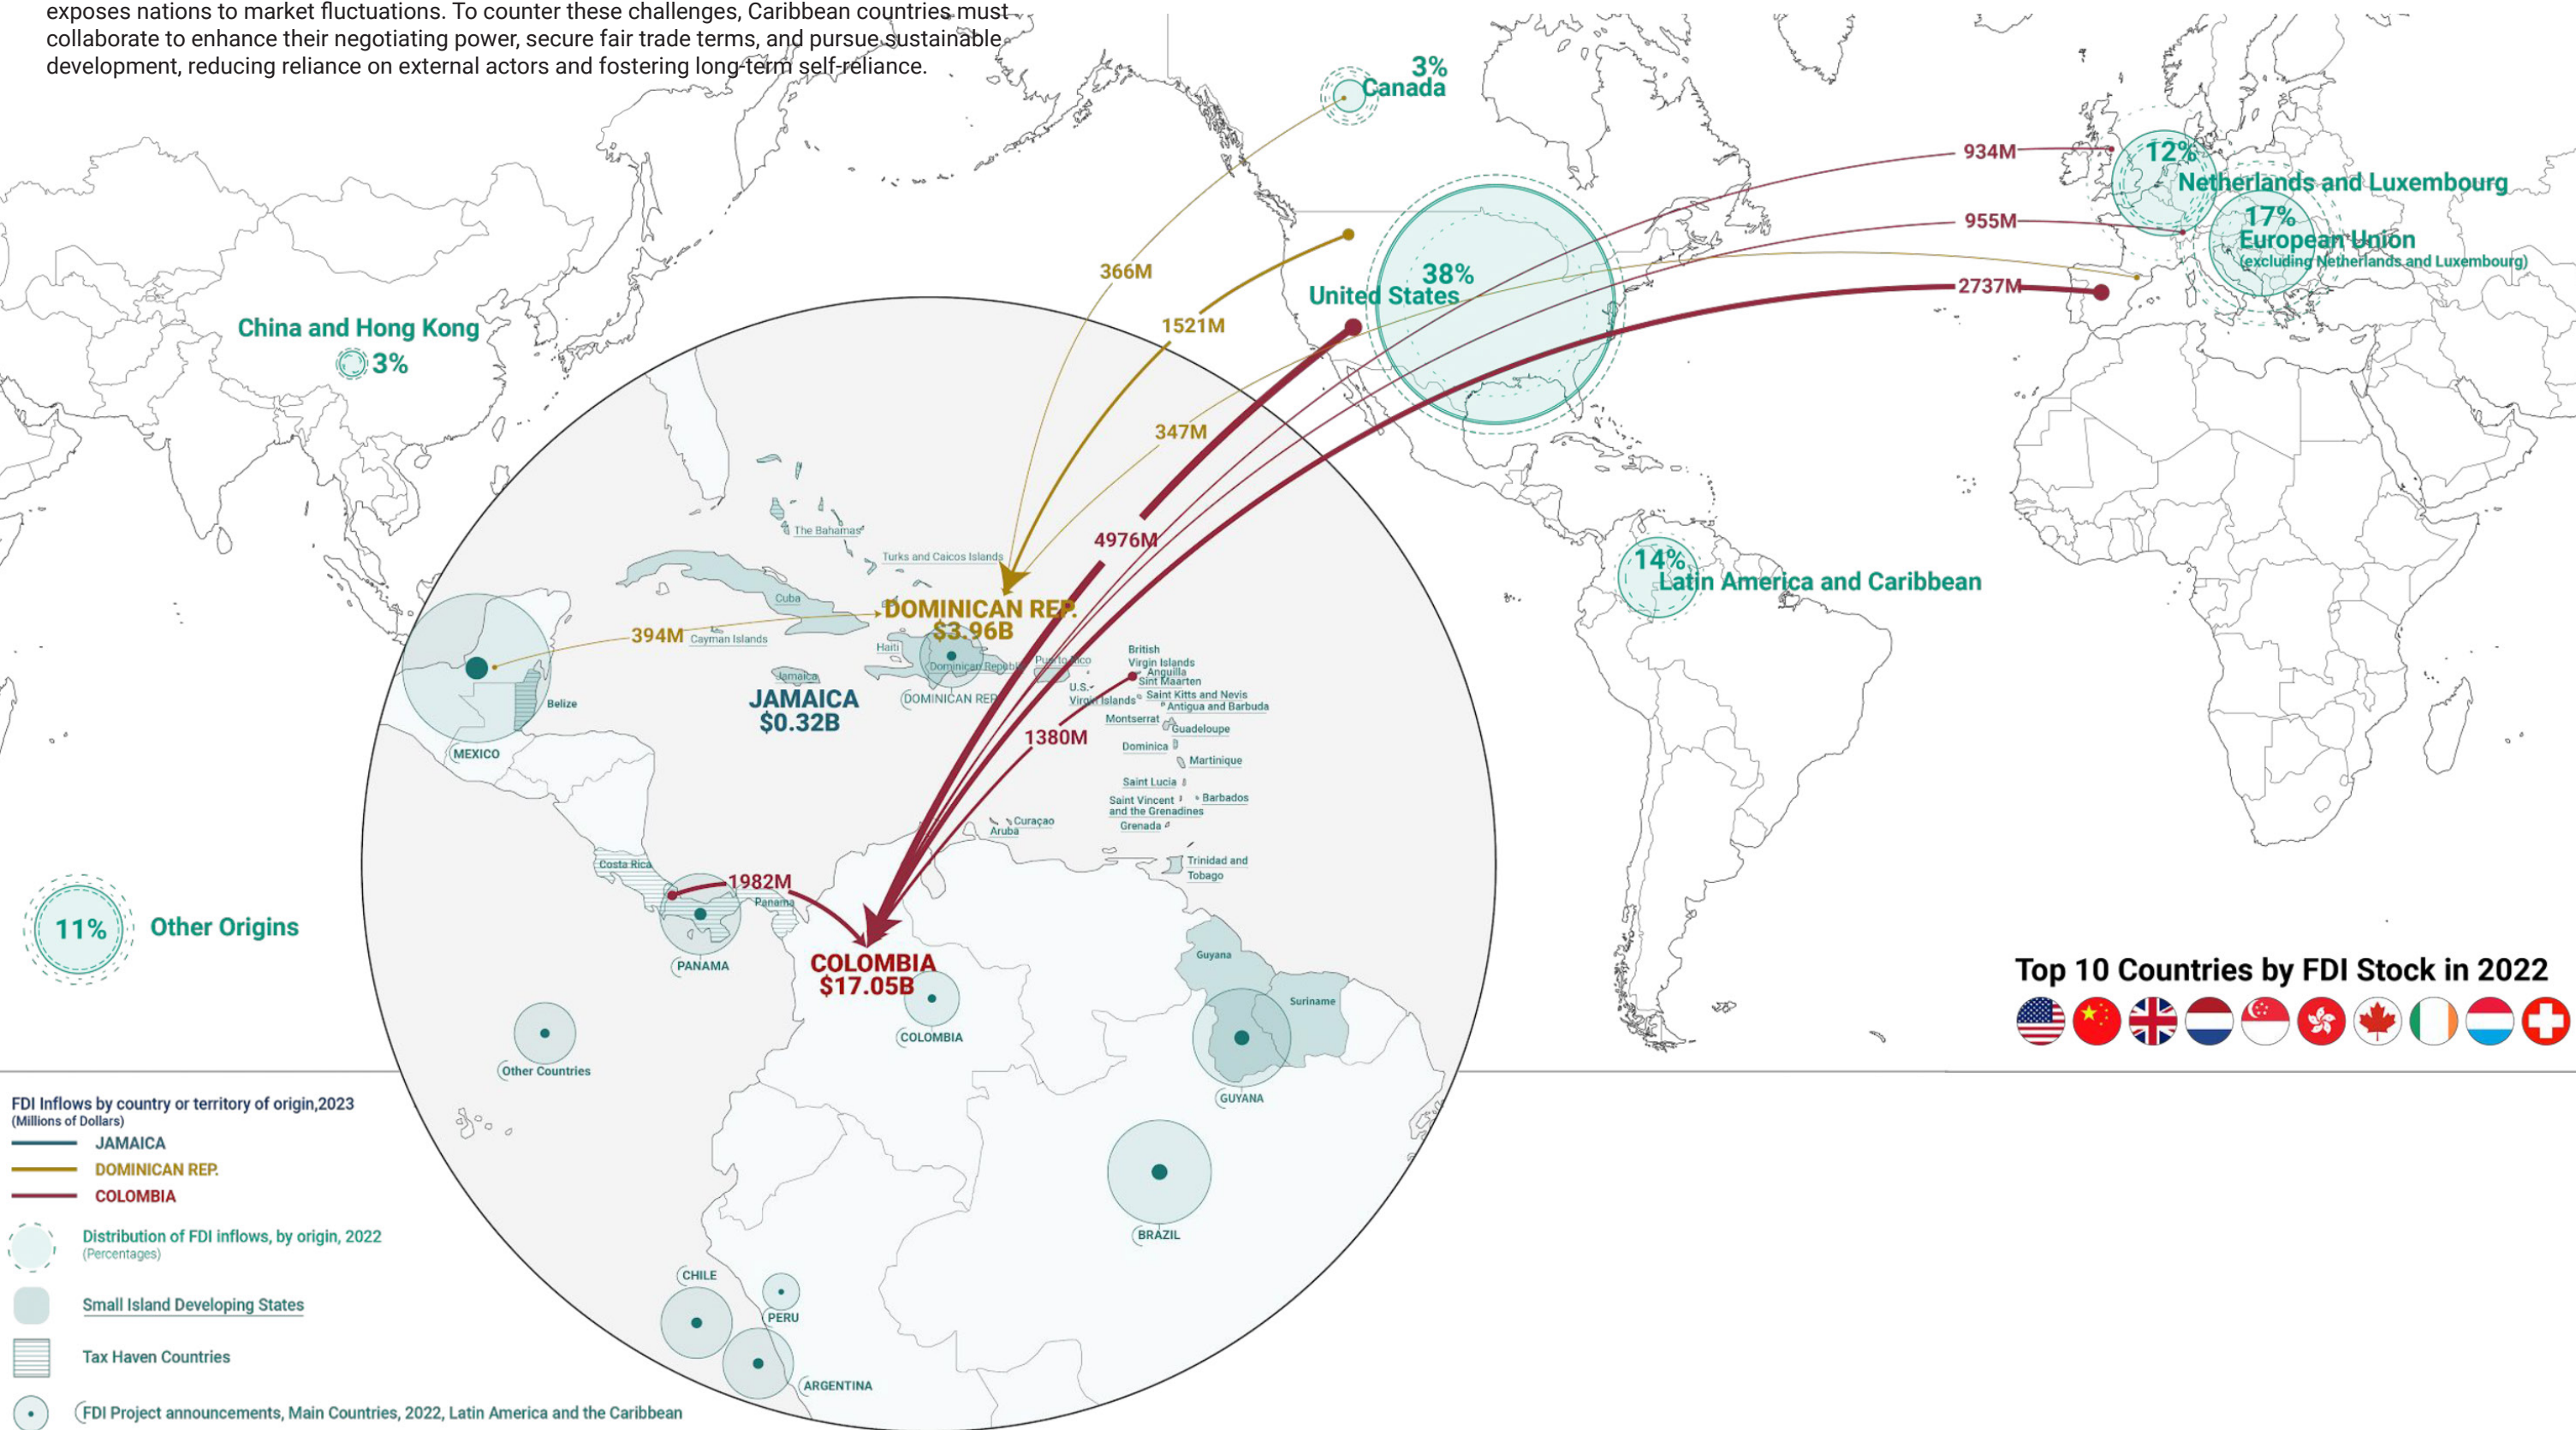 exposes nations to market fluctuations. To counter these challenges, Caribbean countries must
collaborate to enhance their negotiating power, secure fair trade terms, and pursue sustainable
development, reducing reliance on external actors and fostering long-term self-reliance.
3%
Canada
934M
12%
Netherlands and Luxembourg
955M
17%
European Union
(excluding Netherlands and Luxembourg)
2737M
366M
38%
United States
1521M
China and Hong Kong
3%
347M
4976M
The Bahamas
Turks and Caicos Islands
Cuba
14%
Latin America and Caribbean
DOMINICAN REP.
$3.96B
394M
Cayman Islands
Haiti
Dominican Republic
Puerto Rico
Jamaica
JAMAICA
$0.32B
DOMINICAN REP.
British
Virgin Islands
Anguilla
Sint Maarten
U.S.
Virgin Islands
Saint Kitts and Nevis
Antigua and Barbuda
Montserrat
Guadeloupe
1380M
Dominica
Martinique
Saint Lucia
Saint Vincent
and the Grenadines
Barbados
Grenada
Curaçao
Aruba
Trinidad and
Tobago
Belize
MEXICO
Costa Rica
1982M
Panama
PANAMA
11%
Other Origins
COLOMBIA
$17.05B
COLOMBIA
Guyana
Suriname
GUYANA
Other Countries
BRAZIL
CHILE
PERU
ARGENTINA
Top 10 Countries by FDI Stock in 2022
FDI Inflows by country or territory of origin,2023
(Millions of Dollars)
JAMAICA
DOMINICAN REP.
COLOMBIA
Distribution of FDI inflows, by origin, 2022
(Percentages)
Small Island Developing States
Tax Haven Countries
FDI Project announcements, Main Countries, 2022, Latin America and the Caribbean